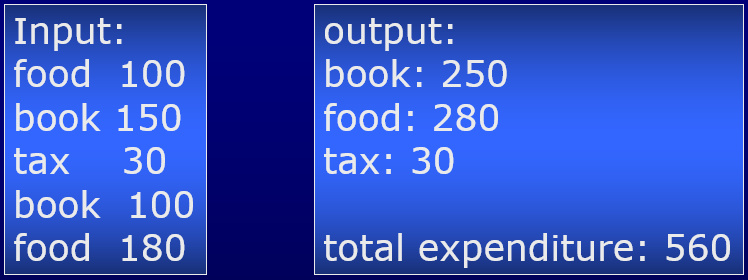 Input:
food 100
book 150
tax 30
book 100
food 180
output:
book: 250
food: 280
tax: 30
total expenditure: 560